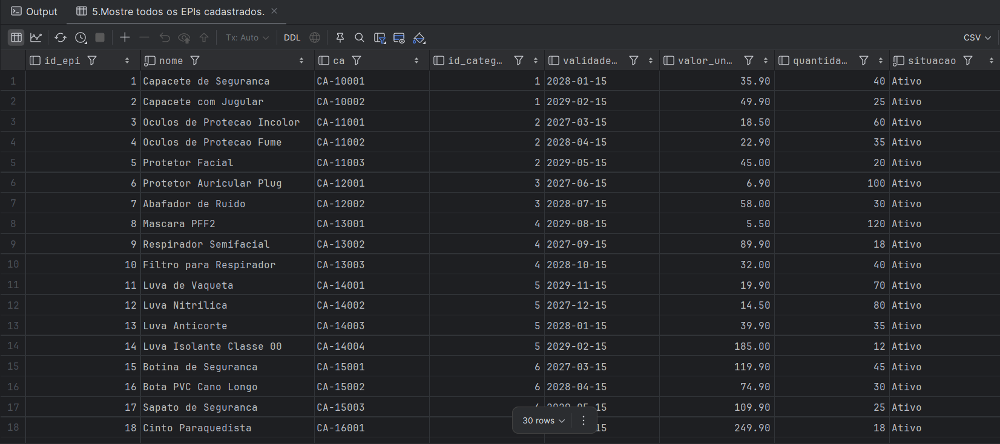 Output 5.Mostre todos os EPIs cadastrados.
Tx: Auto DDL CSV
id_epi nome ca id_categ… validade… valor_un… quantida… situacao
1 1 Capacete de Seguranca CA-10001 1 2028-01-15 35.90 40 Ativo
2 2 Capacete com Jugular CA-10002 1 2029-02-15 49.90 25 Ativo
3 3 Oculos de Protecao Incolor CA-11001 2 2027-03-15 18.50 60 Ativo
4 4 Oculos de Protecao Fume CA-11002 2 2028-04-15 22.90 35 Ativo
5 5 Protetor Facial CA-11003 2 2029-05-15 45.00 20 Ativo
6 6 Protetor Auricular Plug CA-12001 3 2027-06-15 6.90 100 Ativo
7 7 Abafador de Ruido CA-12002 3 2028-07-15 58.00 30 Ativo
8 8 Mascara PFF2 CA-13001 4 2029-08-15 5.50 120 Ativo
9 9 Respirador Semifacial CA-13002 4 2027-09-15 89.90 18 Ativo
10 10 Filtro para Respirador CA-13003 4 2028-10-15 32.00 40 Ativo
11 11 Luva de Vaqueta CA-14001 5 2029-11-15 19.90 70 Ativo
12 12 Luva Nitrilica CA-14002 5 2027-12-15 14.50 80 Ativo
13 13 Luva Anticorte CA-14003 5 2028-01-15 39.90 35 Ativo
14 14 Luva Isolante Classe 00 CA-14004 5 2029-02-15 185.00 12 Ativo
15 15 Botina de Seguranca CA-15001 6 2027-03-15 119.90 45 Ativo
16 16 Bota PVC Cano Longo CA-15002 6 2028-04-15 74.90 30 Ativo
17 17 Sapato de Seguranca CA-15003 15 109.90 25 Ativo
30 rows
18 18 Cinto Paraquedista CA-16001 15 249.90 18 Ativo